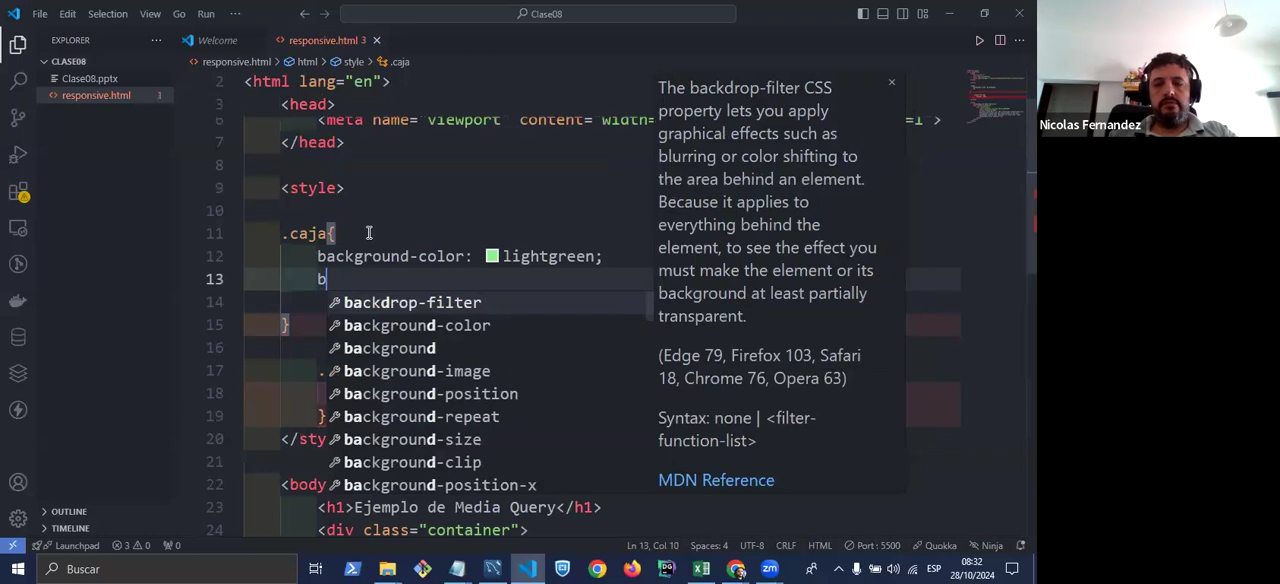 File Edit Selection View Go Run ··· Clase08
EXPLORER ···
Welcome
responsive.html 3
responsive.html > html > style > .caja
CLASE08
Clase08.pptx
responsive.html 3
OUTLINE
TIMELINE
2 <html lang="en">
3 <head>
6 <meta name="viewport" content="width=
=1">
7 </head>
8
9 <style>
10
11 .caja{
12 background-color: lightgreen;
13 b
14 backdrop-filter
15 } background-color
16 background
17 . background-image
18 background-position
19 } background-repeat
20 </sty background-size
21 background-clip
22 <body background-position-x
23 <h1>Ejemplo de Media Query</h1>
24 <div class="container">
The backdrop-filter CSS
property lets you apply
graphical effects such as
blurring or color shifting to
the area behind an element.
Because it applies to
everything behind the
element, to see the effect you
must make the element or its
background at least partially
transparent.
(Edge 79, Firefox 103, Safari
18, Chrome 76, Opera 63)
Syntax: none | <filter-
function-list>
MDN Reference
Nicolas Fernandez
Launchpad 3 0 0 Ln 13, Col 10 Spaces: 4 UTF-8 CRLF HTML Port : 5500 Quokka Ninja
Buscar
ESP
08:32
28/10/2024